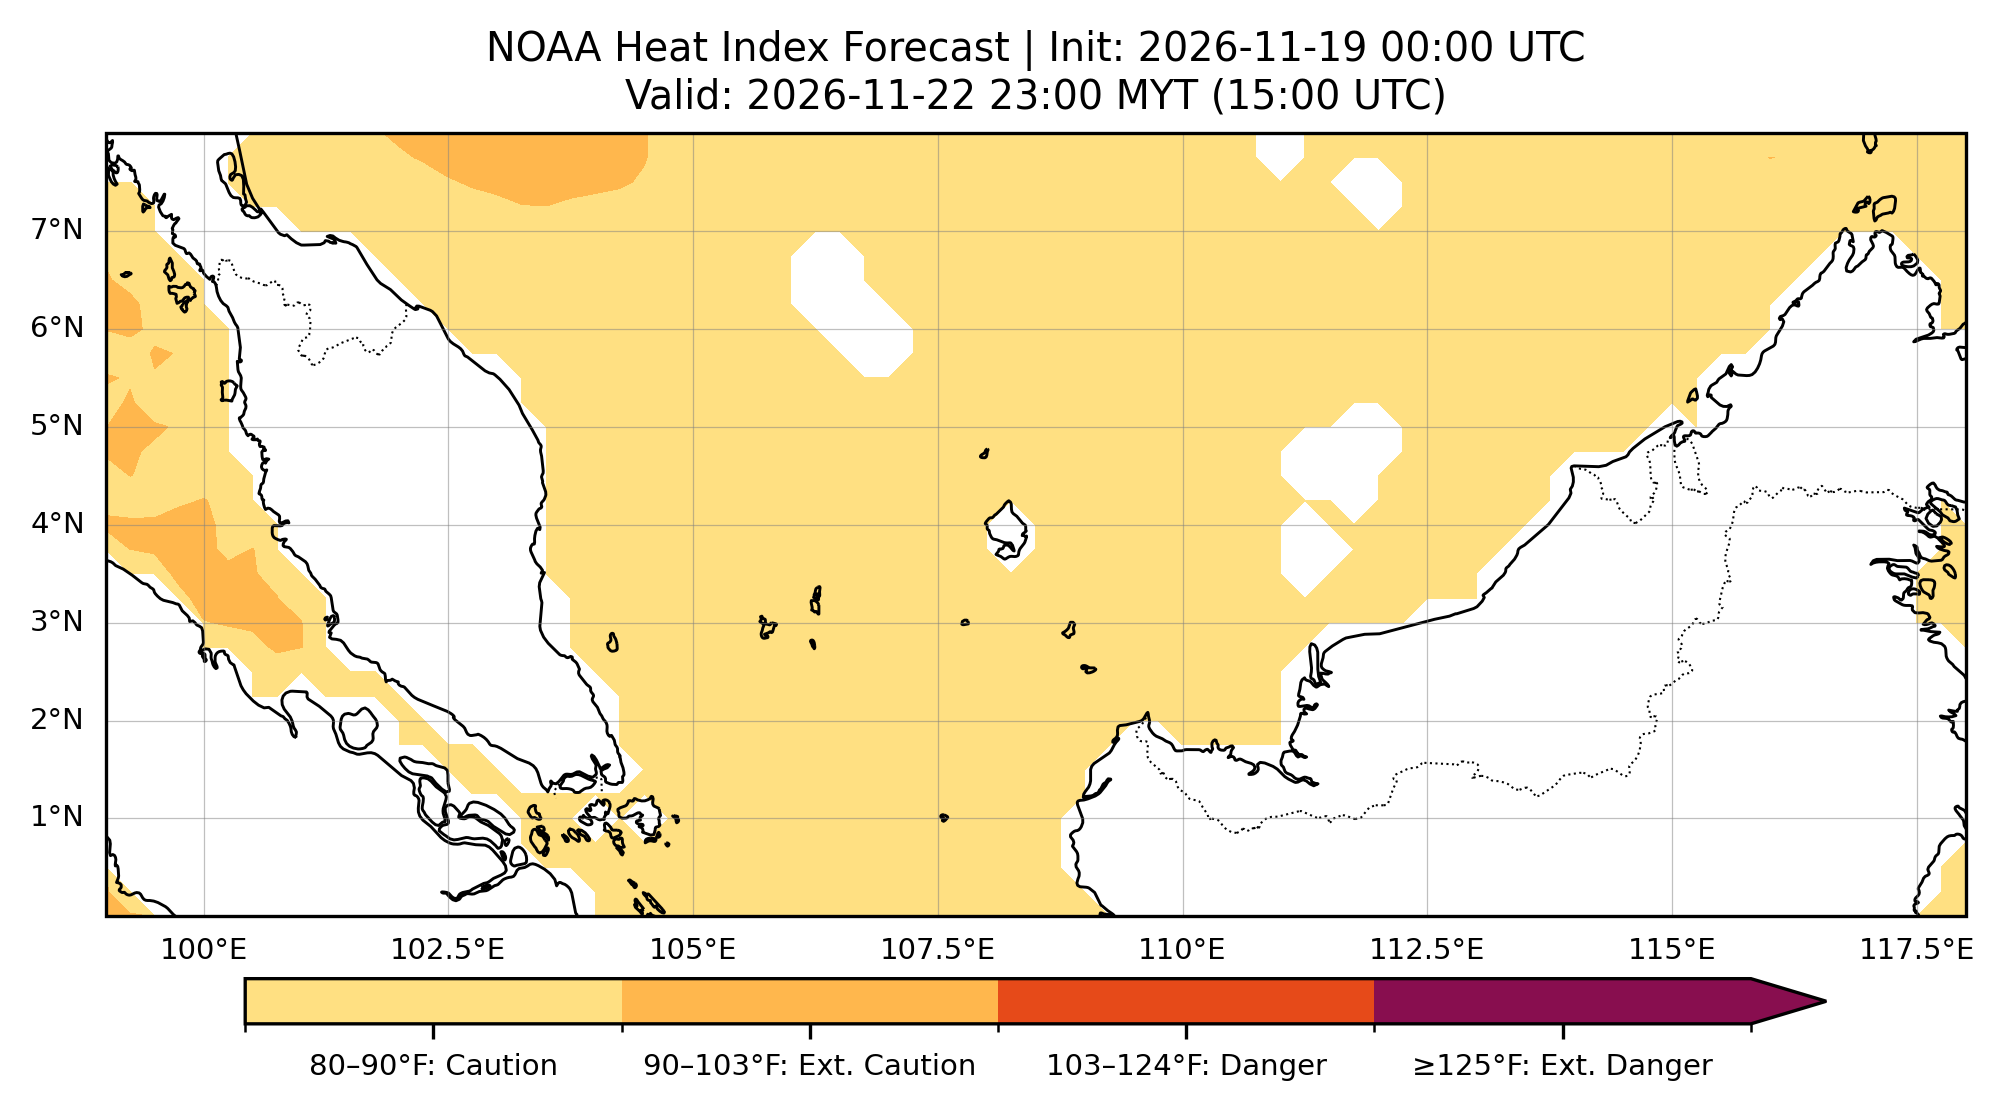 NOAA Heat Index Forecast | Init: 2026-11-19 00:00 UTC
Valid: 2026-11-22 23:00 MYT (15:00 UTC)
7°N
6°N
5°N
4°N
3°N
2°N
1°N
100°E 102.5°E 105°E 107.5°E 110°E 112.5°E 115°E 117.5°E
80–90°F: Caution 90–103°F: Ext. Caution 103–124°F: Danger ≥125°F: Ext. Danger